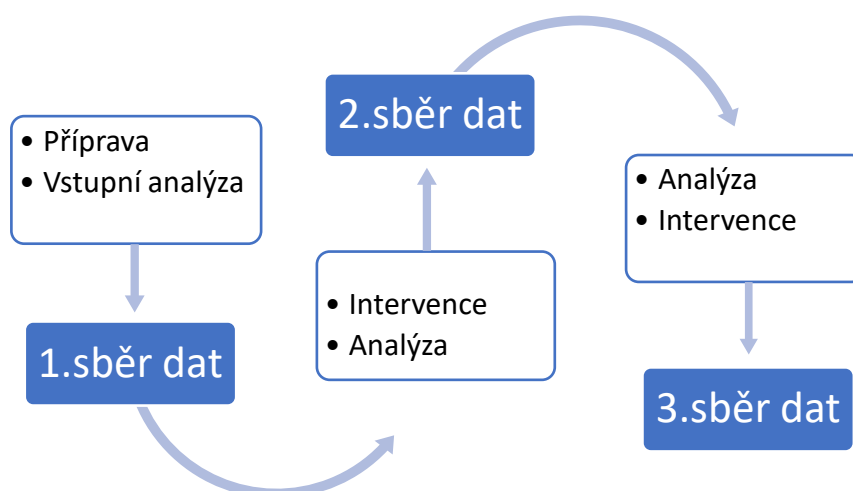 • Příprava
• Vstupní analýza
1.sběr dat
• Intervence
• Analýza
2.sběr dat
• Analýza
• Intervence
3.sběr dat